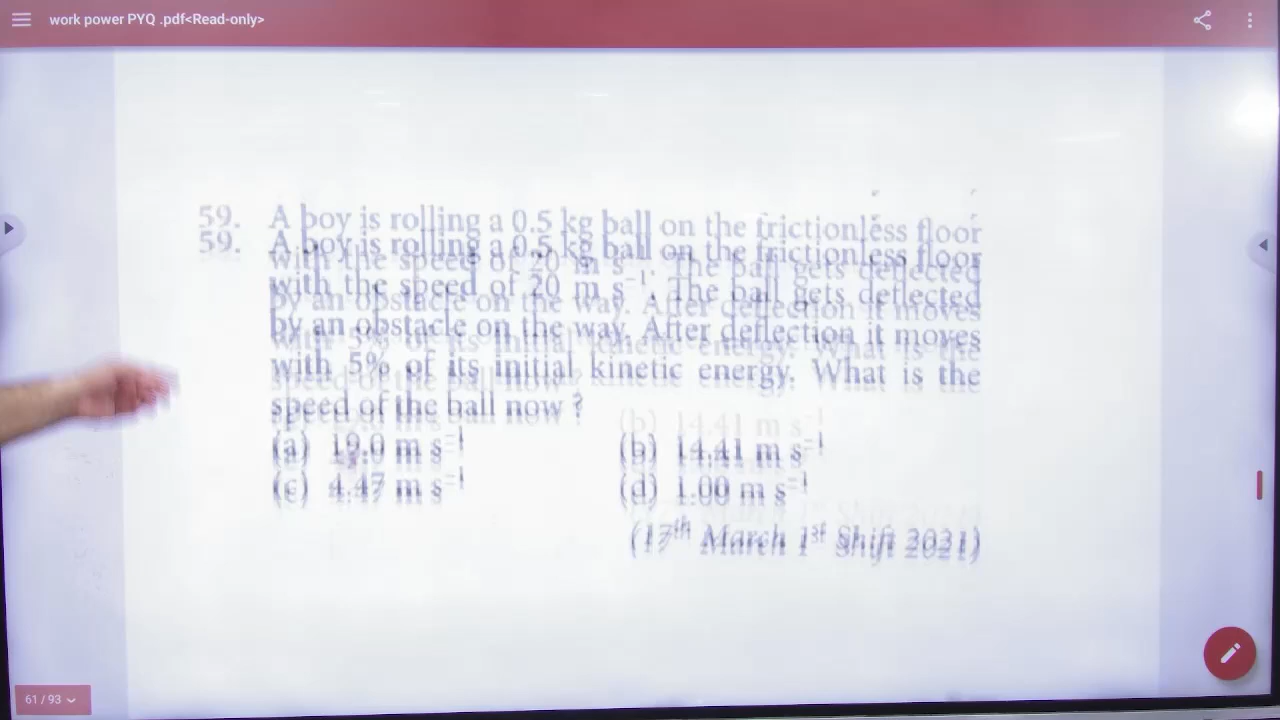 work power PYQ .pdf<Read-only>
59. A boy is rolling a 0.5 kg ball on the frictionless floor
with the speed of 20 m s⁻¹. The ball gets deflected
by an obstacle on the way. After deflection it moves
with 5% of its initial kinetic energy. What is the
speed of the ball now ?
(a) 19.0 m s⁻¹ (b) 14.41 m s⁻¹
(c) 4.47 m s⁻¹ (d) 1.00 m s⁻¹
(17th March 1st Shift 2021)
61 / 93